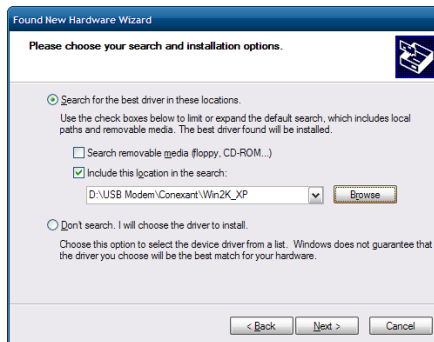 Found New Hardware Wizard
Please choose your search and installation options.
Search for the best driver in these locations.
Use the check boxes below to limit or expand the default search, which includes local
paths and removable media. The best driver found will be installed.
Search removable media (floppy, CD-ROM...)
Include this location in the search:
D:\USB Modem\Conexant\Win2K_XP
Browse
Don't search. I will choose the driver to install.
Choose this option to select the device driver from a list. Windows does not guarantee that
the driver you choose will be the best match for your hardware.
< Back
Next >
Cancel